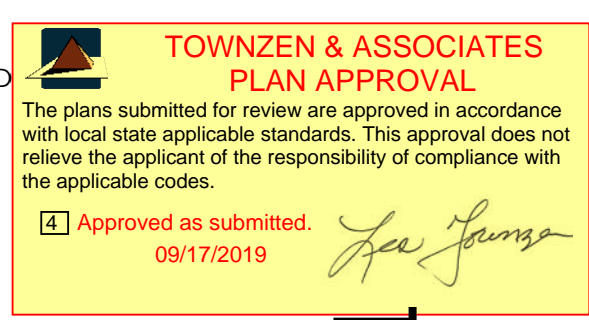 TOWNZEN & ASSOCIATES
PLAN APPROVAL
D
The plans submitted for review are approved in accordance
with local state applicable standards. This approval does not
relieve the applicant of the responsibility of compliance with
the applicable codes.
4 Approved as submitted.
09/17/2019